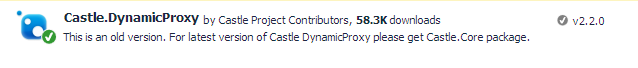 Castle.DynamicProxy by Castle Project Contributors, 58.3K downloads v2.2.0
This is an old version. For latest version of Castle DynamicProxy please get Castle.Core package.